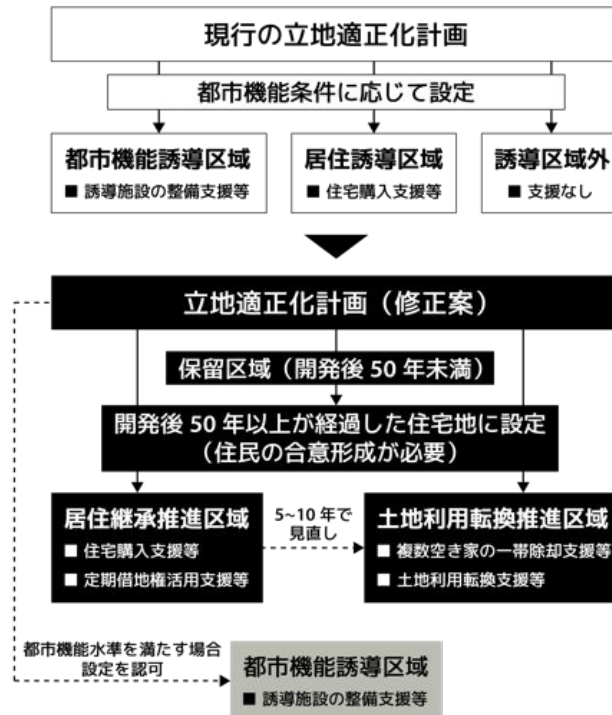 現行の立地適正化計画
都市機能条件に応じて設定
都市機能誘導区域
■ 誘導施設の整備支援等
居住誘導区域
■ 住宅購入支援等
誘導区域外
■ 支援なし
立地適正化計画（修正案）
保留区域（開発後 50 年未満）
開発後 50 年以上が経過した住宅地に設定
（住民の合意形成が必要）
居住継承推進区域
■ 住宅購入支援等
■ 定期借地権活用支援等
5~10 年で
見直し
土地利用転換推進区域
■ 複数空き家の一帯除却支援等
■ 土地利用転換支援等
都市機能水準を満たす場合
設定を認可
都市機能誘導区域
■ 誘導施設の整備支援等